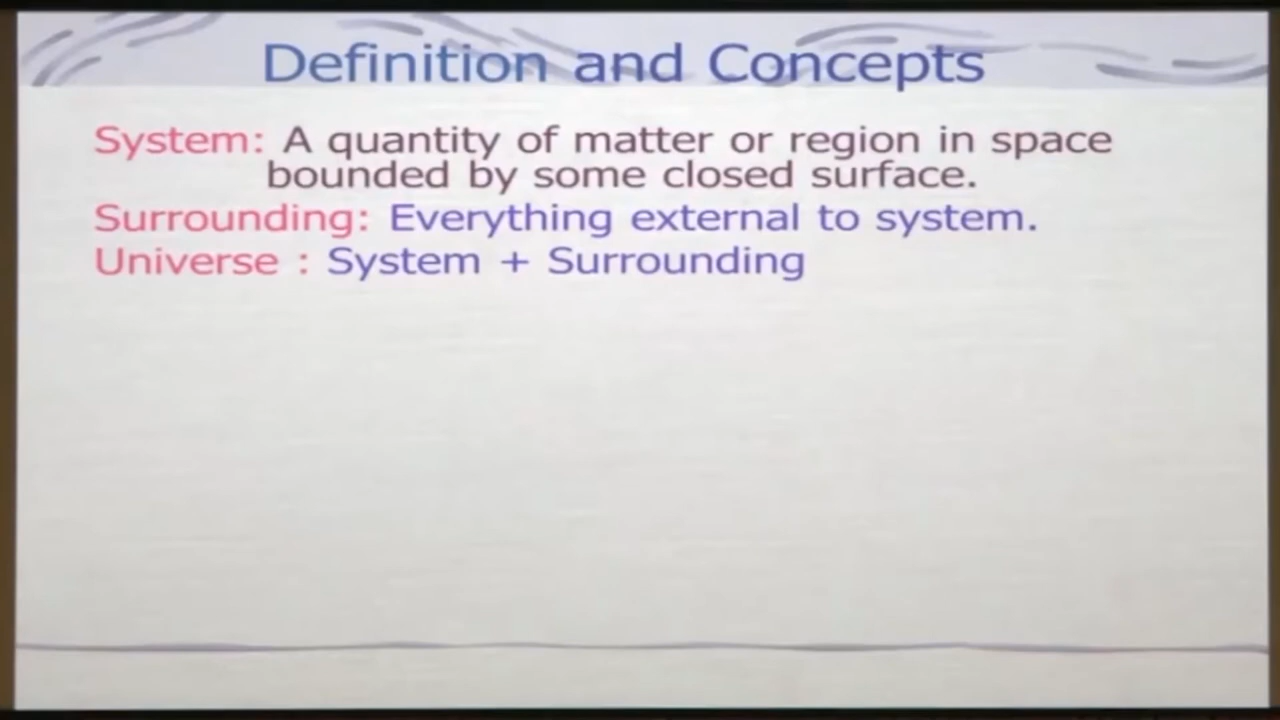 Definition and Concepts
System: A quantity of matter or region in space
bounded by some closed surface.
Surrounding: Everything external to system.
Universe : System + Surrounding